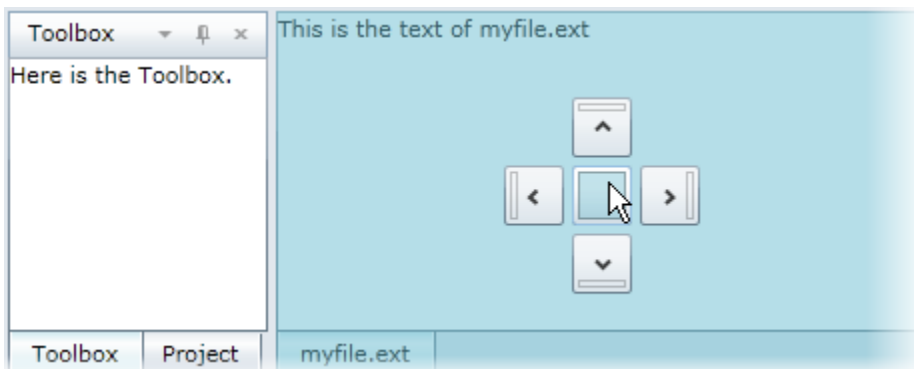 Toolbox
Here is the Toolbox.
Toolbox
Project
This is the text of myfile.ext
myfile.ext